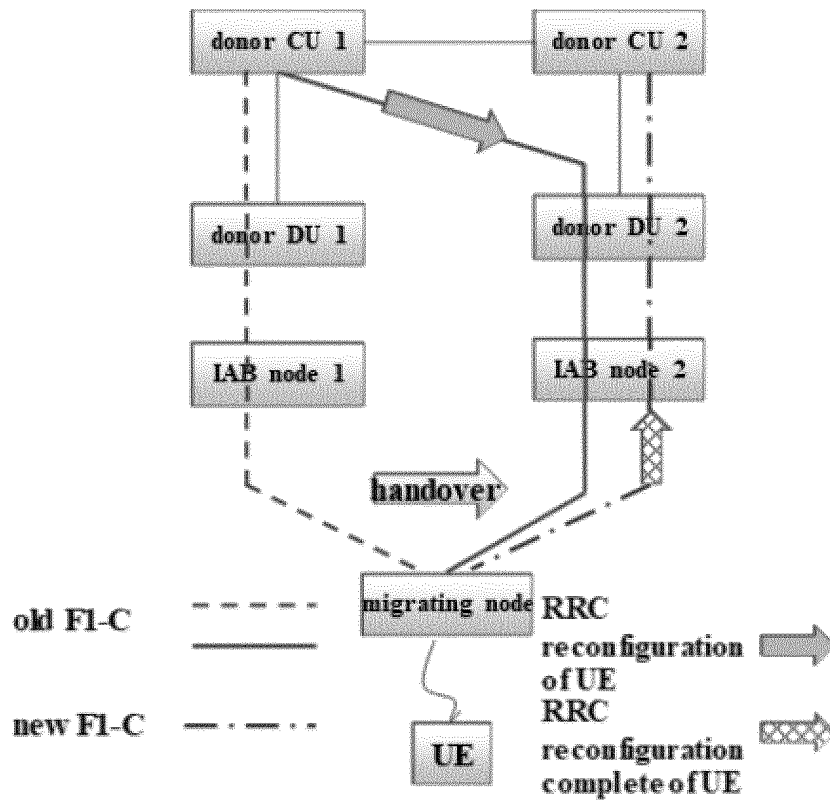 donor CU 1
donor CU 2
donor DU 1
donor DU 2
IAB node 1
IAB node 2
handover
migrating node
old F1-C
new F1-C
UE
RRC
reconfiguration
of UE
RRC
reconfiguration
complete of UE